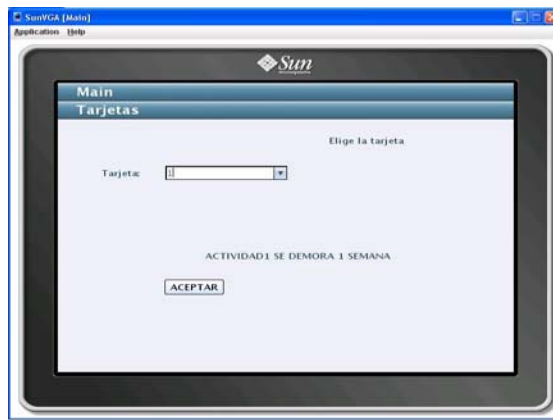 SunVGA [Main]
Application Help
Sun
Main
Tarjetas
Elige la tarjeta
Tarjeta: 1
ACTIVIDAD1 SE DEMORA 1 SEMANA
ACEPTAR